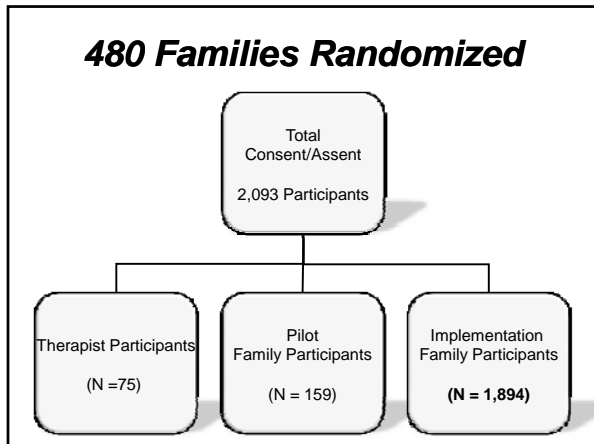 480 Families Randomized
Total
Consent/Assent
2,093 Participants
Therapist Participants
(N =75)
Pilot
Family Participants
(N = 159)
Implementation
Family Participants
(N = 1,894)